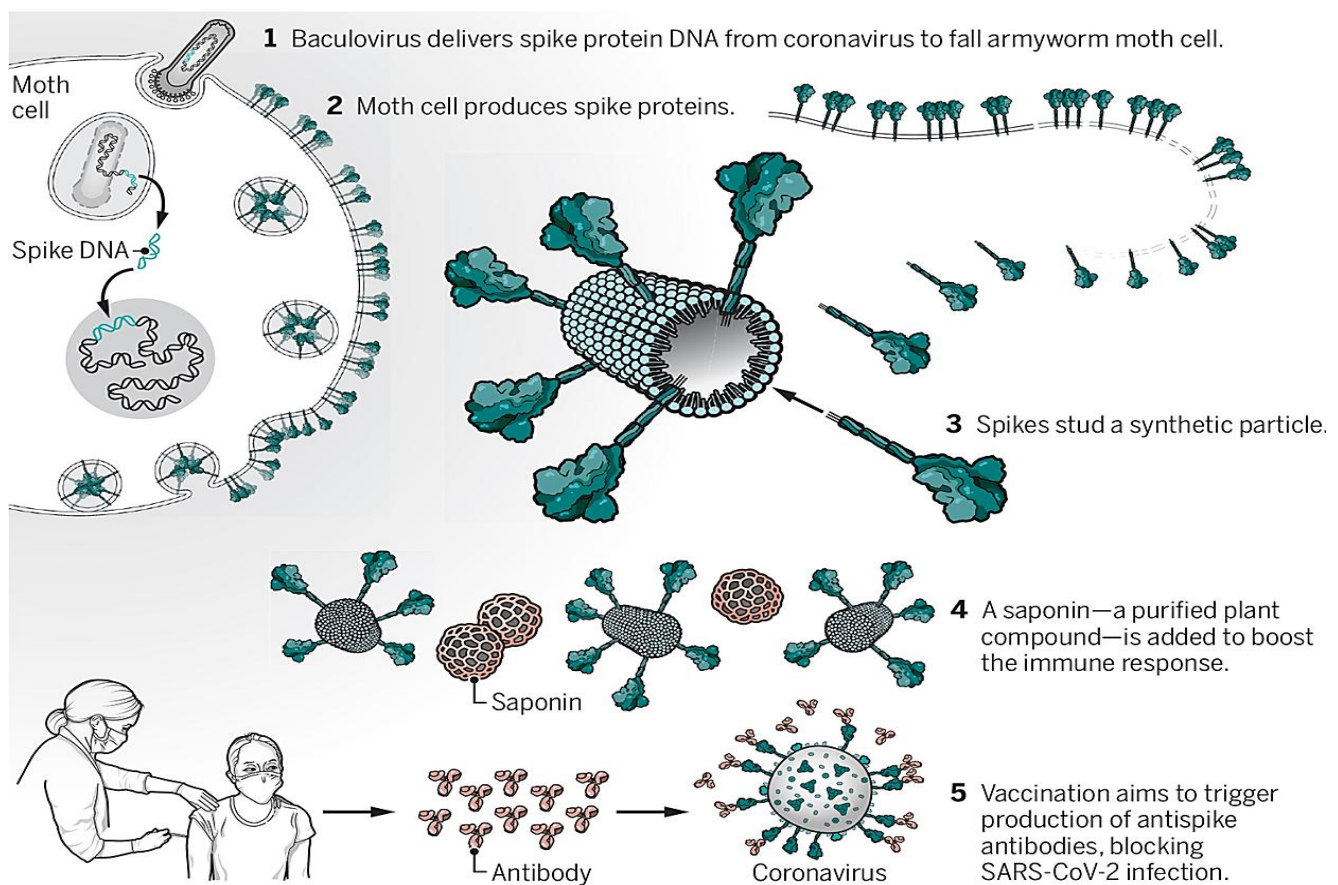 1 Baculovirus delivers spike protein DNA from coronavirus to fall armyworm moth cell.
Moth
cell
2 Moth cell produces spike proteins.
Spike DNA
3 Spikes stud a synthetic particle.
4 A saponin—a purified plant
compound—is added to boost
the immune response.
Saponin
5 Vaccination aims to trigger
production of antispike
antibodies, blocking
SARS-CoV-2 infection.
Antibody
Coronavirus